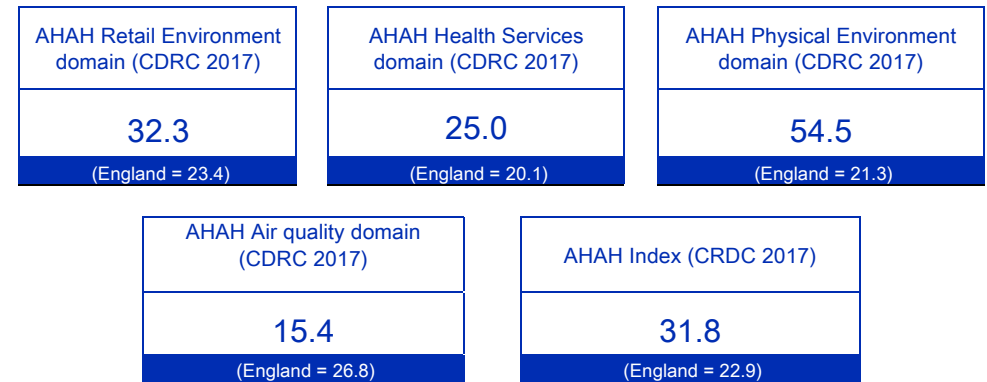 AHAH Retail Environment
domain (CDRC 2017)
32.3
(England = 23.4)
AHAH Health Services
domain (CDRC 2017)
25.0
(England = 20.1)
AHAH Physical Environment
domain (CDRC 2017)
54.5
(England = 21.3)
AHAH Air quality domain
(CDRC 2017)
15.4
(England = 26.8)
AHAH Index (CRDC 2017)
31.8
(England = 22.9)